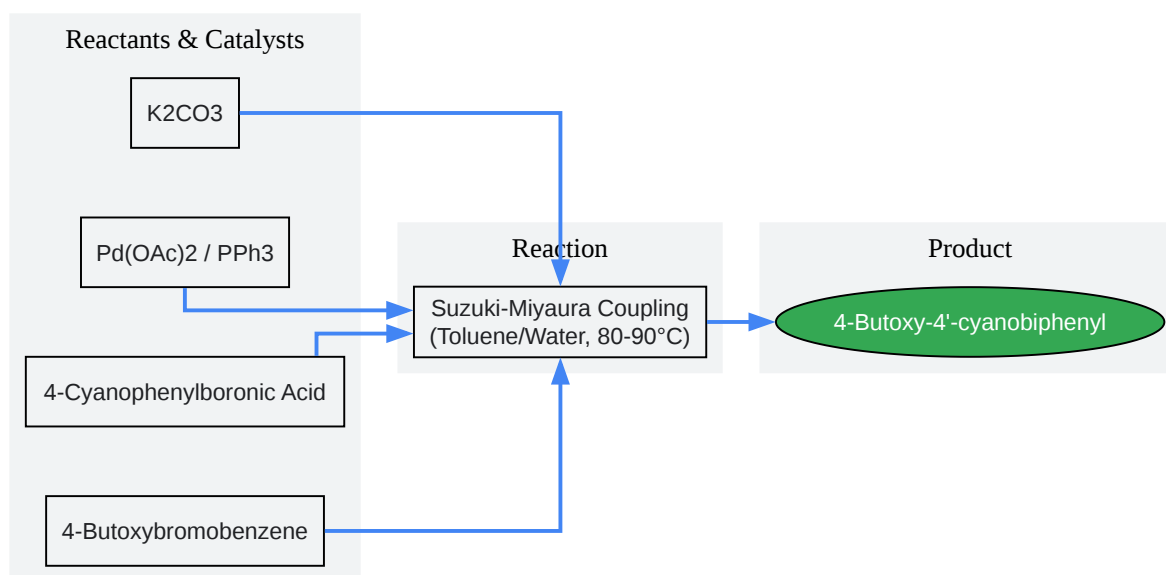 Reactants & Catalysts
K2CO3
Pd(OAc)2 / PPh3
4-Cyanophenylboronic Acid
4-Butoxybromobenzene
Reaction
Suzuki-Miyaura Coupling
(Toluene/Water, 80-90°C)
Product
4-Butoxy-4'-cyanobiphenyl